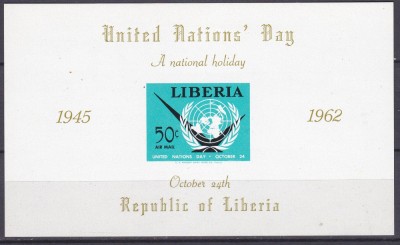 United Nations' Day
A national holiday
1945
1962
LIBERIA
50c
AIR MAIL
UNITED NATIONS DAY · OCTOBER 24,
October 24th
Republic of Liberia